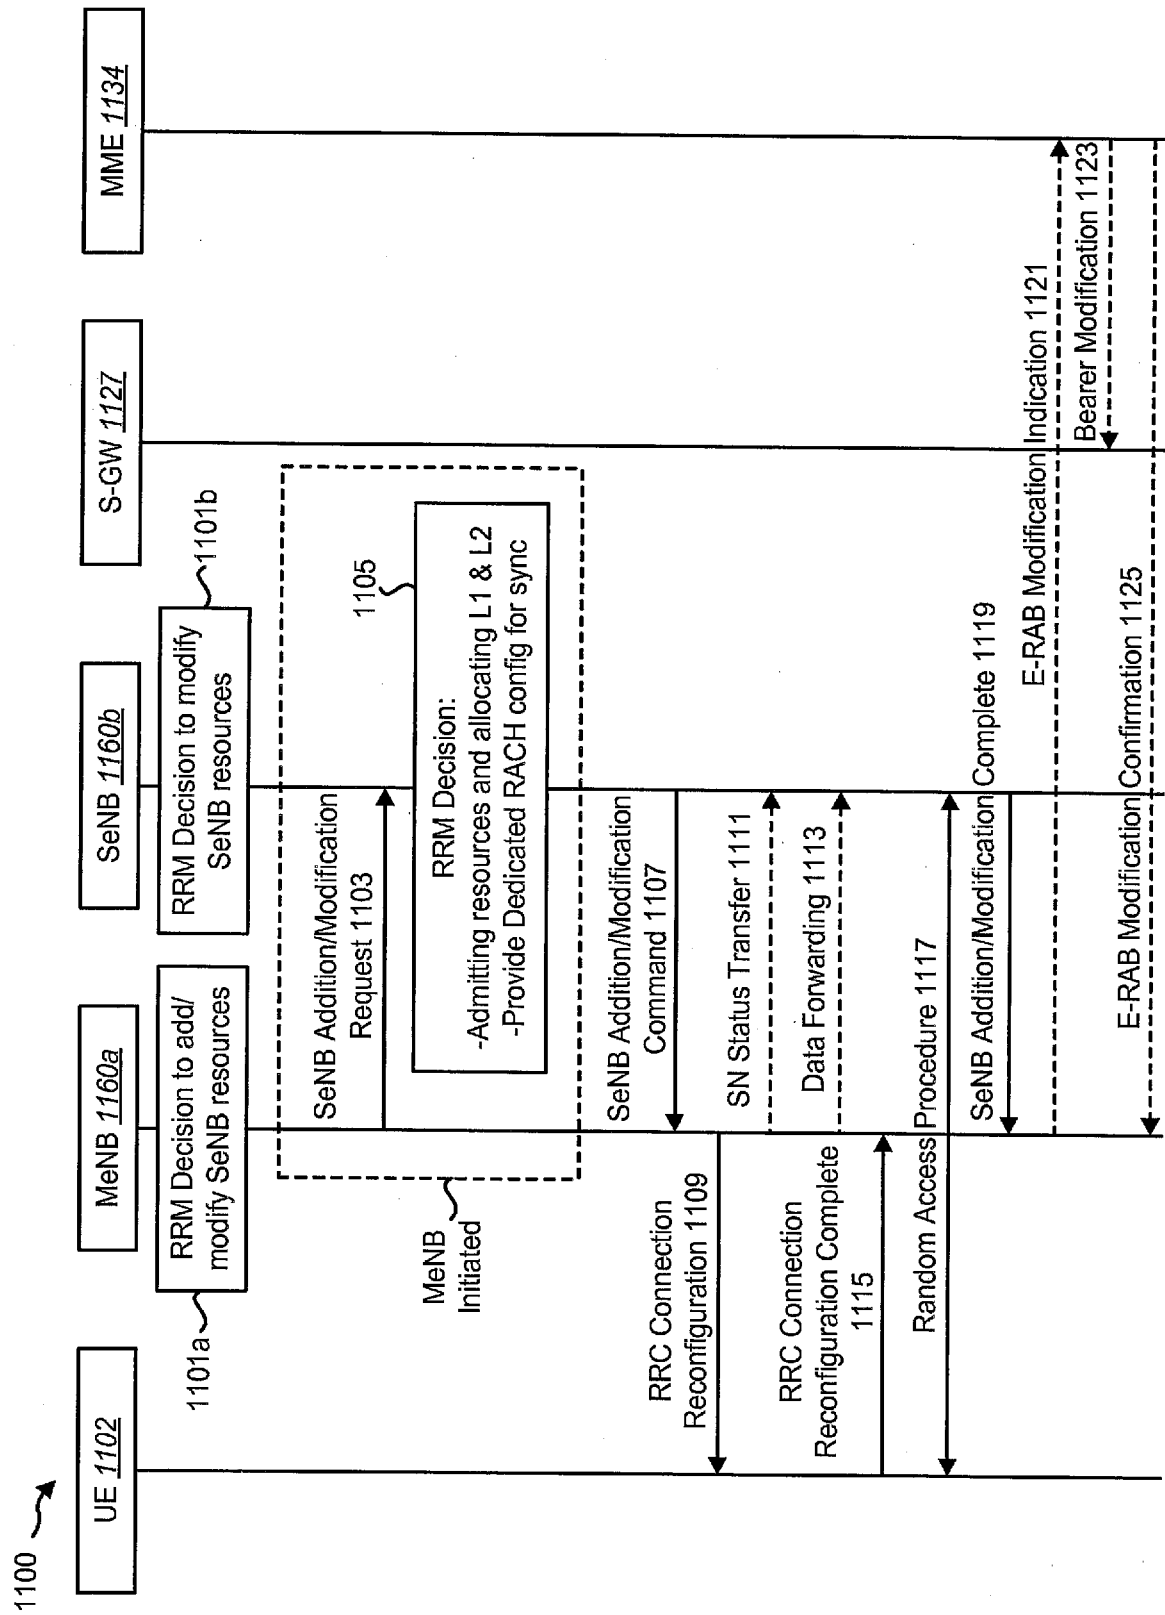 1100
UE 1102
MeNB 1160a
SeNB 1160b
S-GW 1127
MME 1134
1101a
RRM Decision to add/
modify SeNB resources
RRM Decision to modify
SeNB resources
1101b
MeNB
Initiated
SeNB Addition/Modification
Request 1103
1105
RRM Decision:
-Admitting resources and allocating L1 & L2
-Provide Dedicated RACH config for sync
SeNB Addition/Modification
Command 1107
RRC Connection
Reconfiguration 1109
SN Status Transfer 1111
Data Forwarding 1113
RRC Connection
Reconfiguration Complete
1115
Random Access Procedure 1117
SeNB Addition/Modification Complete 1119
E-RAB Modification Indication 1121
Bearer Modification 1123
E-RAB Modification Confirmation 1125